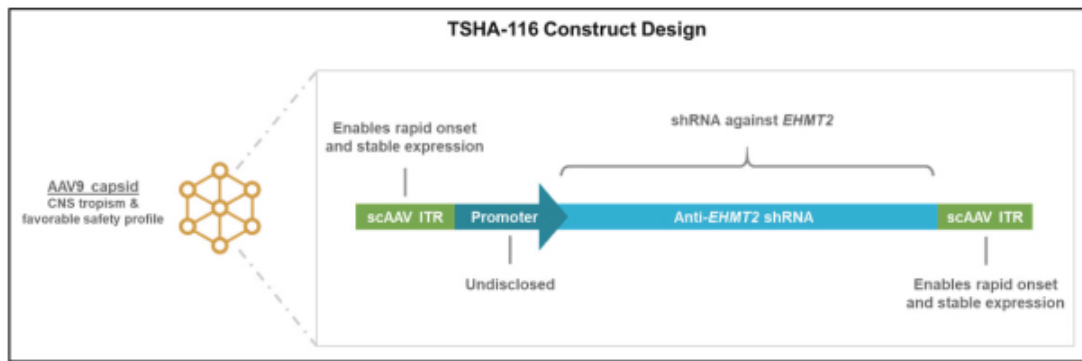 TSHA-116 Construct Design
AAV9 capsid
CNS tropism &
favorable safety profile
Enables rapid onset
and stable expression
shRNA against EHMT2
scAAV ITR
Promoter
Anti-EHMT2 shRNA
scAAV ITR
Undisclosed
Enables rapid onset
and stable expression